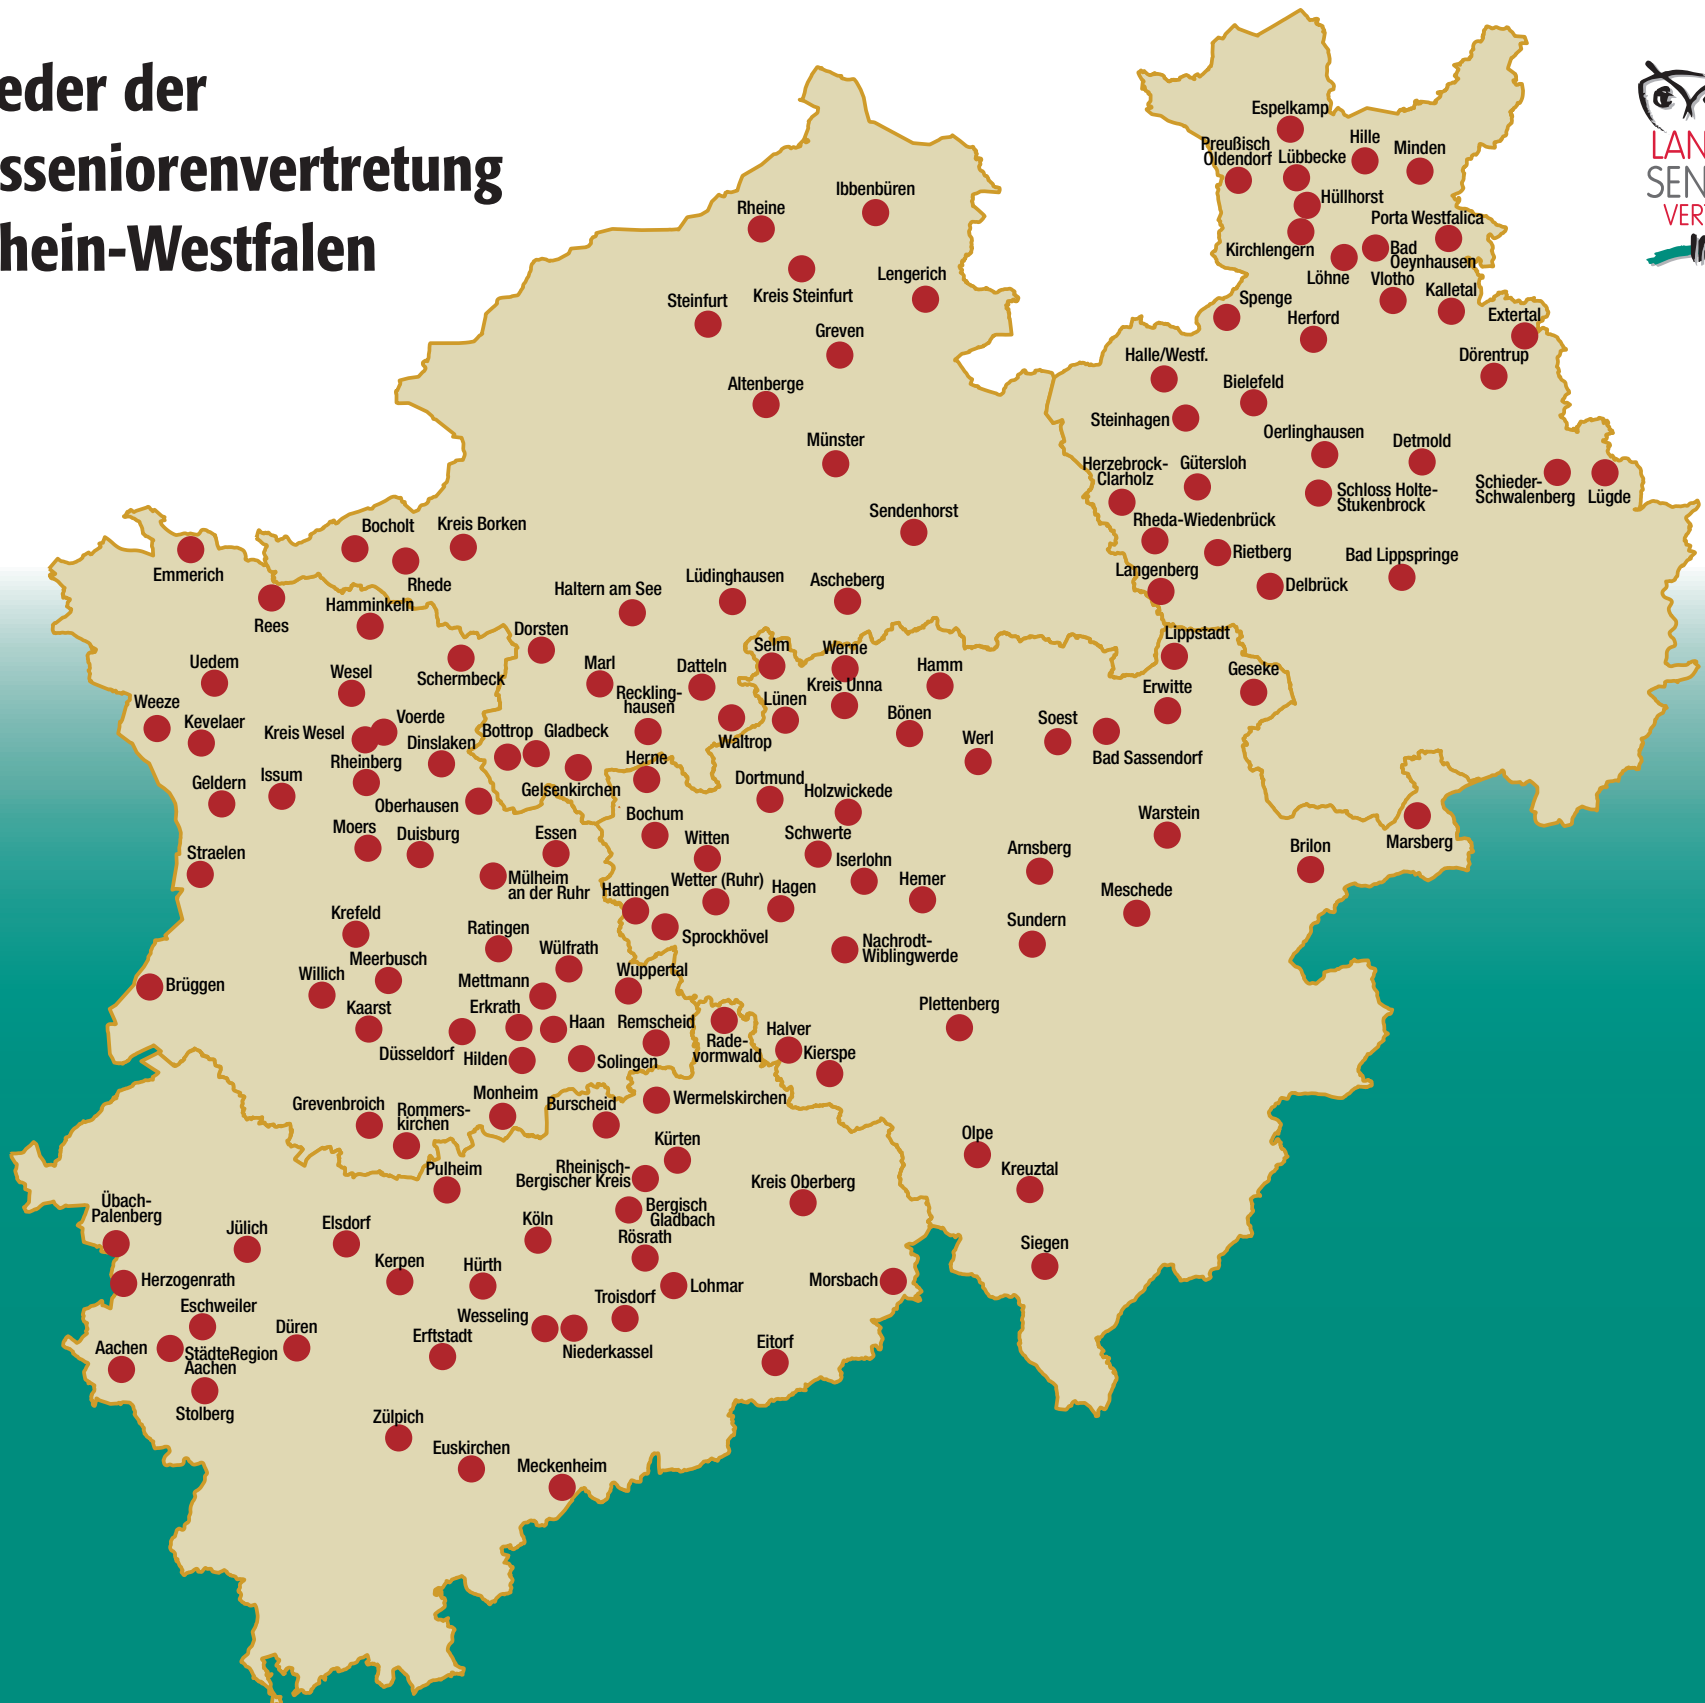 eder der
sseniorenvertretung
hein-Westfalen
LAN
SEN
VER
Espelkamp
Preußisch
Oldendorf
Lübbecke
Hille
Minden
Hüllhorst
Porta Westfalica
Kirchlengern
Bad
Oeynhausen
Löhne
Vlotho
Kalletal
Spenge
Herford
Extertal
Dörentrup
Halle/Westf.
Bielefeld
Steinhagen
Oerlinghausen
Detmold
Herzebrock-
Clarholz
Gütersloh
Schloss Holte-
Stukenbrock
Schieder-
Schwalenberg
Lügde
Rheda-Wiedenbrück
Rietberg
Bad Lippspringe
Langenberg
Delbrück
Ibbenbüren
Rheine
Kreis Steinfurt
Lengerich
Steinfurt
Greven
Altenberge
Münster
Sendenhorst
Bocholt
Kreis Borken
Rhede
Emmerich
Rees
Hamminkeln
Haltern am See
Lüdinghausen
Ascheberg
Dorsten
Schermbeck
Uedem
Wesel
Marl
Datteln
Selm
Werne
Hamm
Lippstadt
Geseke
Weeze
Kevelaer
Kreis Wesel
Voerde
Reckling-
hausen
Lünen
Kreis Unna
Bönen
Erwitte
Soest
Bad Sassendorf
Werl
Waltrop
Dinslaken
Bottrop
Gladbeck
Rheinberg
Gelsenkirchen
Herne
Geldern
Issum
Oberhausen
Dortmund
Holzwickede
Moers
Duisburg
Essen
Bochum
Witten
Schwerte
Warstein
Marsberg
Brilon
Straelen
Mülheim
an der Ruhr
Hattingen
Wetter (Ruhr)
Hagen
Iserlohn
Hemer
Arnsberg
Meschede
Krefeld
Sprockhövel
Sundern
Nachrodt-
Wiblingwerde
Ratingen
Wülfrath
Meerbusch
Willich
Brüggen
Mettmann
Wuppertal
Kaarst
Erkrath
Haan
Remscheid
Rade-
vormwald
Halver
Kierspe
Plettenberg
Düsseldorf
Hilden
Solingen
Grevenbroich
Rommers-
kirchen
Monheim
Burscheid
Wermelskirchen
Olpe
Kreuztal
Kürten
Pulheim
Rheinisch-
Bergischer Kreis
Kreis Oberberg
Bergisch
Gladbach
Übach-
Palenberg
Jülich
Elsdorf
Köln
Rösrath
Siegen
Kerpen
Hürth
Lohmar
Morsbach
Herzogenrath
Eschweiler
Troisdorf
Wesseling
Düren
Erftstadt
Niederkassel
Eitorf
Aachen
StädteRegion
Aachen
Stolberg
Zülpich
Euskirchen
Meckenheim